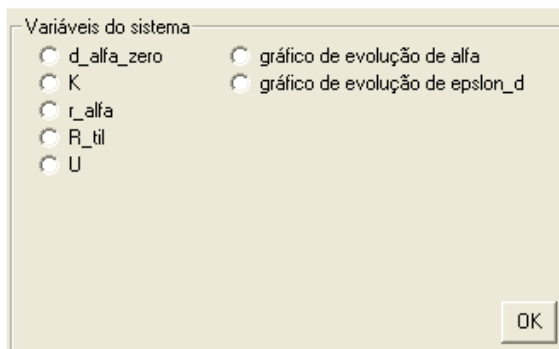 Variáveis do sistema
d_alfa_zero
K
r_alfa
R_til
U
gráfico de evolução de alfa
gráfico de evolução de epslon_d
OK